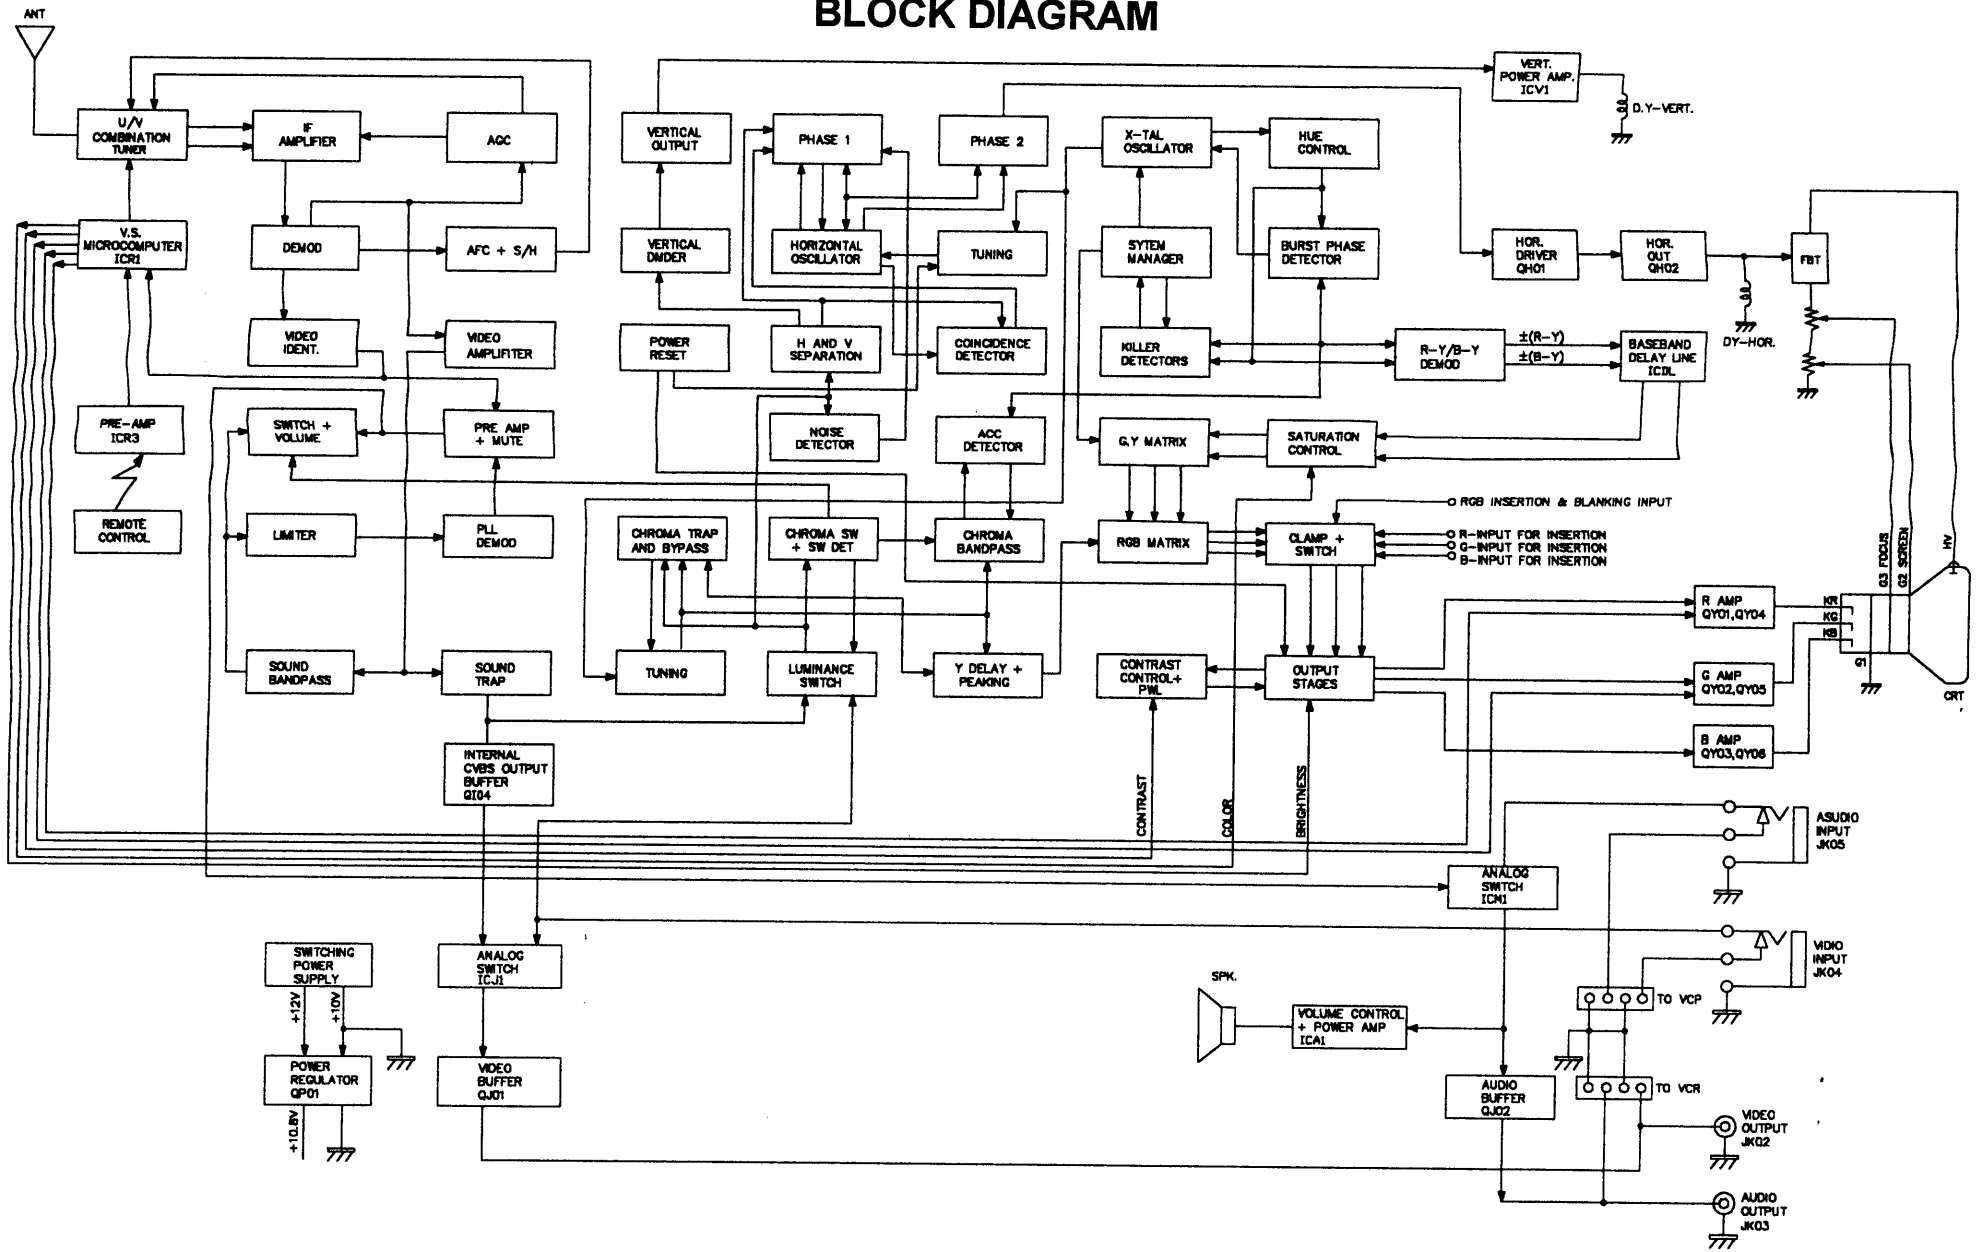 BLOCK DIAGRAM
ANT
U/V
COMBINATION
TUNER
IF
AMPLIFIER
AGC
V.S.
MICROCOMPUTER
ICR1
DEMOD
AFC + S/H
VIDEO
IDENT.
VIDEO
AMPLIFITER
PRE-AMP
ICR3
SWITCH +
VOLUME
PRE AMP
+ MUTE
REMOTE
CONTROL
LIMITER
PLL
DEMOD
SOUND
BANDPASS
SOUND
TRAP
INTERNAL
CVBS OUTPUT
BUFFER
QI04
SWITCHING
POWER
SUPPLY
+12V
+10V
POWER
REGULATOR
QP01
+10.8V
ANALOG
SWITCH
ICJ1
VIDEO
BUFFER
QJ01
VERTICAL
OUTPUT
PHASE 1
PHASE 2
VERTICAL
DMDER
HORIZONTAL
OSCILLATOR
TUNING
POWER
RESET
H AND V
SEPARATION
COINCIDENCE
DETECTOR
NOISE
DETECTOR
ACC
DETECTOR
CHROMA TRAP
AND BYPASS
CHROMA SW
+ SW DET
CHROMA
BANDPASS
TUNING
LUMINANCE
SWITCH
Y DELAY +
PEAKING
X-TAL
OSCILLATOR
HUE
CONTROL
SYTEM
MANAGER
BURST PHASE
DETECTOR
KILLER
DETECTORS
R-Y/B-Y
DEMOD
±(R-Y)
±(B-Y)
BASEBAND
DELAY LINE
ICDL
G.Y MATRIX
SATURATION
CONTROL
RGB MATRIX
CLAMP +
SWITCH
RGB INSERTION & BLANKING INPUT
R-INPUT FOR INSERTION
G-INPUT FOR INSERTION
B-INPUT FOR INSERTION
CONTRAST
CONTROL+
PWL
OUTPUT
STAGES
CONTRAST
COLOR
BRIGHTNESS
VERT.
POWER AMP.
ICV1
D.Y-VERT.
HOR.
DRIVER
QH01
HOR.
OUT
QH02
FBT
DY-HOR.
G3 FOCUS
G2 SCREEN
HV
R AMP
QY01,QY04
G AMP
QY02,QY05
B AMP
QY03,QY06
KR
KG
KB
G1
CRT
ASUDIO
INPUT
JK05
ANALOG
SWITCH
ICM1
VIDIO
INPUT
JK04
SPK.
VOLUME CONTROL
+ POWER AMP
ICA1
TO VCP
AUDIO
BUFFER
QJ02
TO VCR
VIDEO
OUTPUT
JK02
AUDIO
OUTPUT
JK03